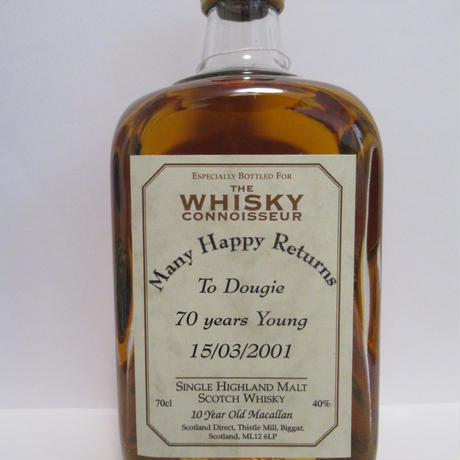 ESPECIALLY BOTTLED FOR
THE
WHISKY
CONNOISSEUR
Many Happy Returns
To Dougie
70 years Young
15/03/2001
SINGLE HIGHLAND MALT
70cl SCOTCH WHISKY 40%
10 Year Old Macallan
Scotland Direct, Thistle Mill, Biggar,
Scotland, ML12 6LP